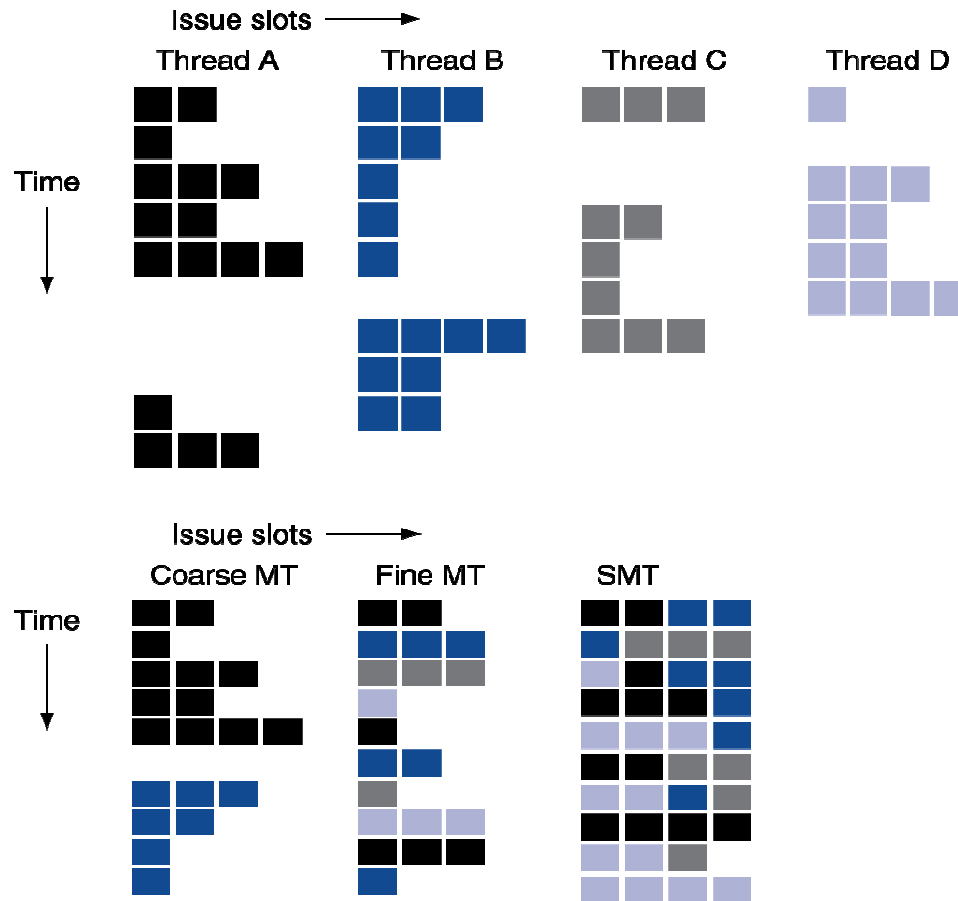 Issue slots
Thread A Thread B Thread C Thread D
Time
Issue slots
Coarse MT Fine MT SMT
Time